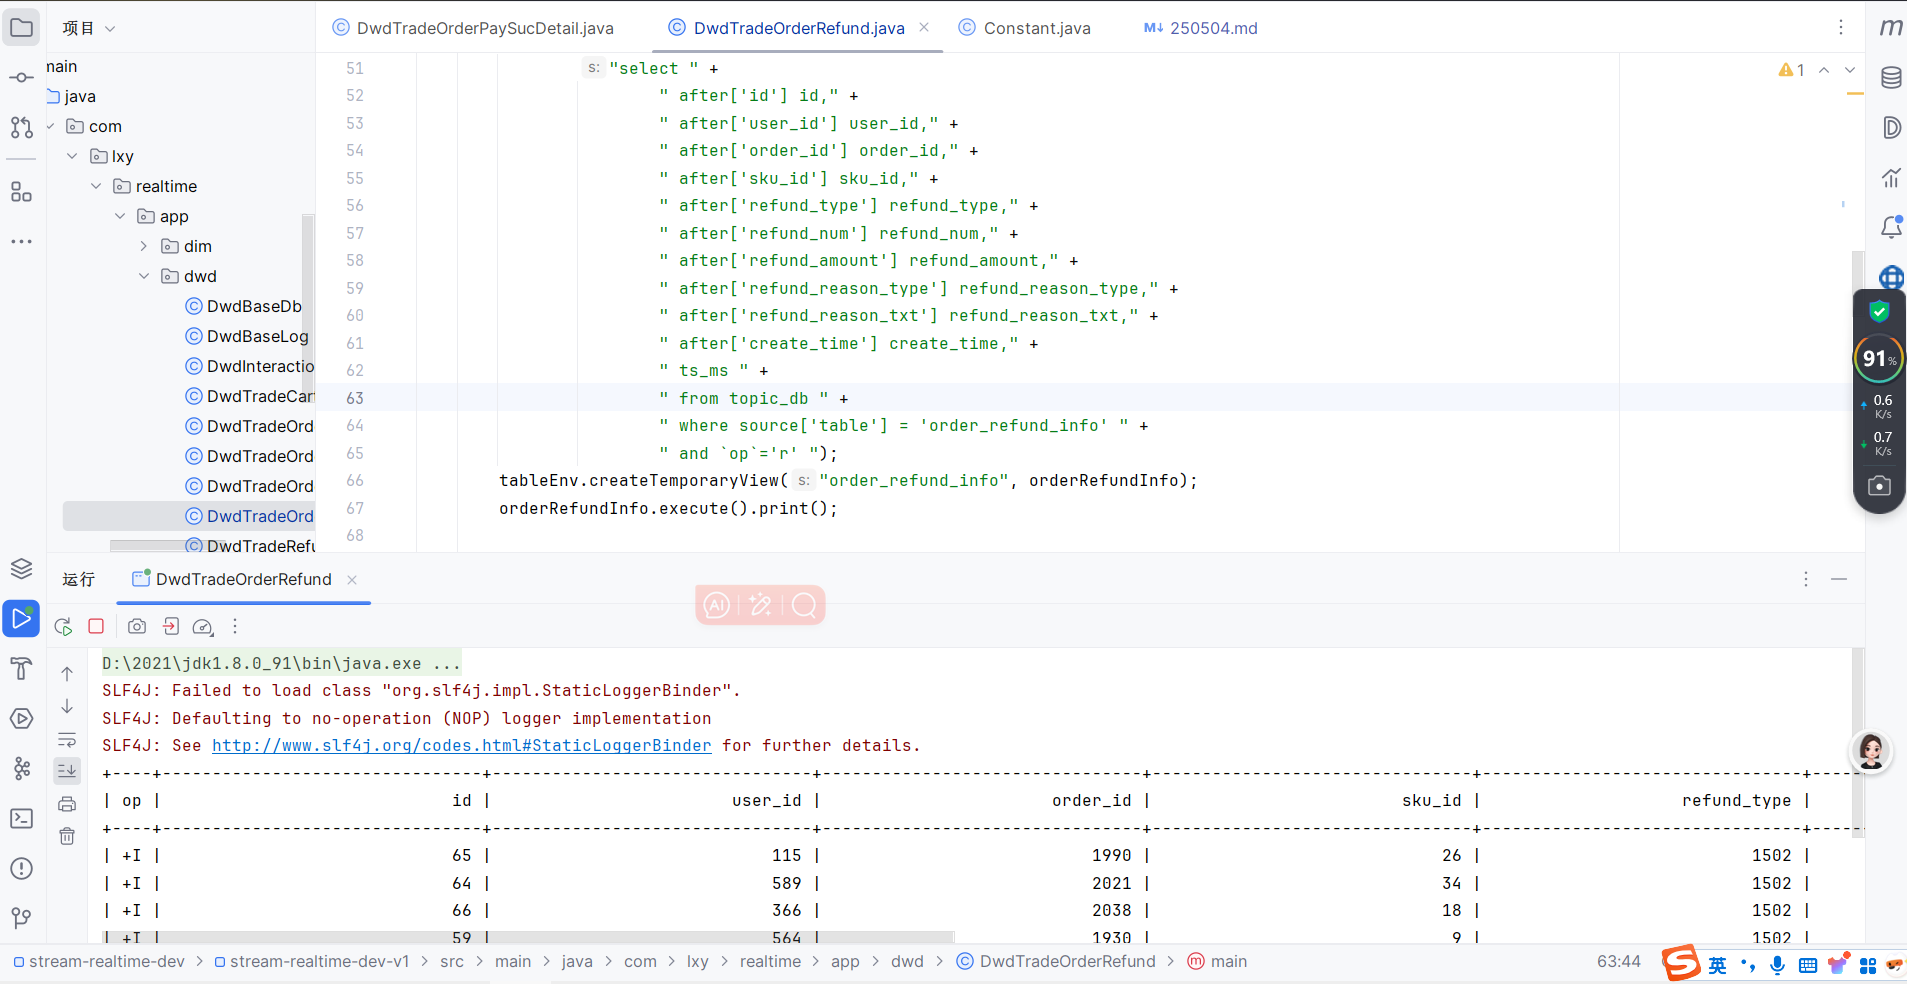 项目
DwdTradeOrderPaySucDetail.java
DwdTradeOrderRefund.java
Constant.java
M↓ 250504.md
main
java
com
lxy
realtime
app
dim
dwd
DwdBaseDb
DwdBaseLog
DwdInteractio
DwdTradeCart
DwdTradeOrd
DwdTradeOrd
DwdTradeOrd
DwdTradeOrd
DwdTradeRefu
1
51 s: "select " +
52 " after['id'] id," +
53 " after['user_id'] user_id," +
54 " after['order_id'] order_id," +
55 " after['sku_id'] sku_id," +
56 " after['refund_type'] refund_type," +
57 " after['refund_num'] refund_num," +
58 " after['refund_amount'] refund_amount," +
59 " after['refund_reason_type'] refund_reason_type," +
60 " after['refund_reason_txt'] refund_reason_txt," +
61 " after['create_time'] create_time," +
62 " ts_ms " +
63 " from topic_db " +
64 " where source['table'] = 'order_refund_info' " +
65 " and `op`='r' ");
66 tableEnv.createTemporaryView( s: "order_refund_info", orderRefundInfo);
67 orderRefundInfo.execute().print();
68
91%
0.6
K/s
0.7
K/s
运行
DwdTradeOrderRefund
AI
D:\2021\jdk1.8.0_91\bin\java.exe ...
SLF4J: Failed to load class "org.slf4j.impl.StaticLoggerBinder".
SLF4J: Defaulting to no-operation (NOP) logger implementation
SLF4J: See http://www.slf4j.org/codes.html#StaticLoggerBinder for further details.
+----+--------------------------------+--------------------------------+--------------------------------+--------------------------------+--------------------------------+-----
| op | id | user_id | order_id | sku_id | refund_type |
+----+--------------------------------+--------------------------------+--------------------------------+--------------------------------+--------------------------------+-----
| +I | 65 | 115 | 1990 | 26 | 1502 |
| +I | 64 | 589 | 2021 | 34 | 1502 |
| +I | 66 | 366 | 2038 | 18 | 1502 |
| +I | 59 | 564 | 1930 | 9 | 1502 |
stream-realtime-dev > stream-realtime-dev-v1 > src > main > java > com > lxy > realtime > app > dwd > DwdTradeOrderRefund > main
63:44
英